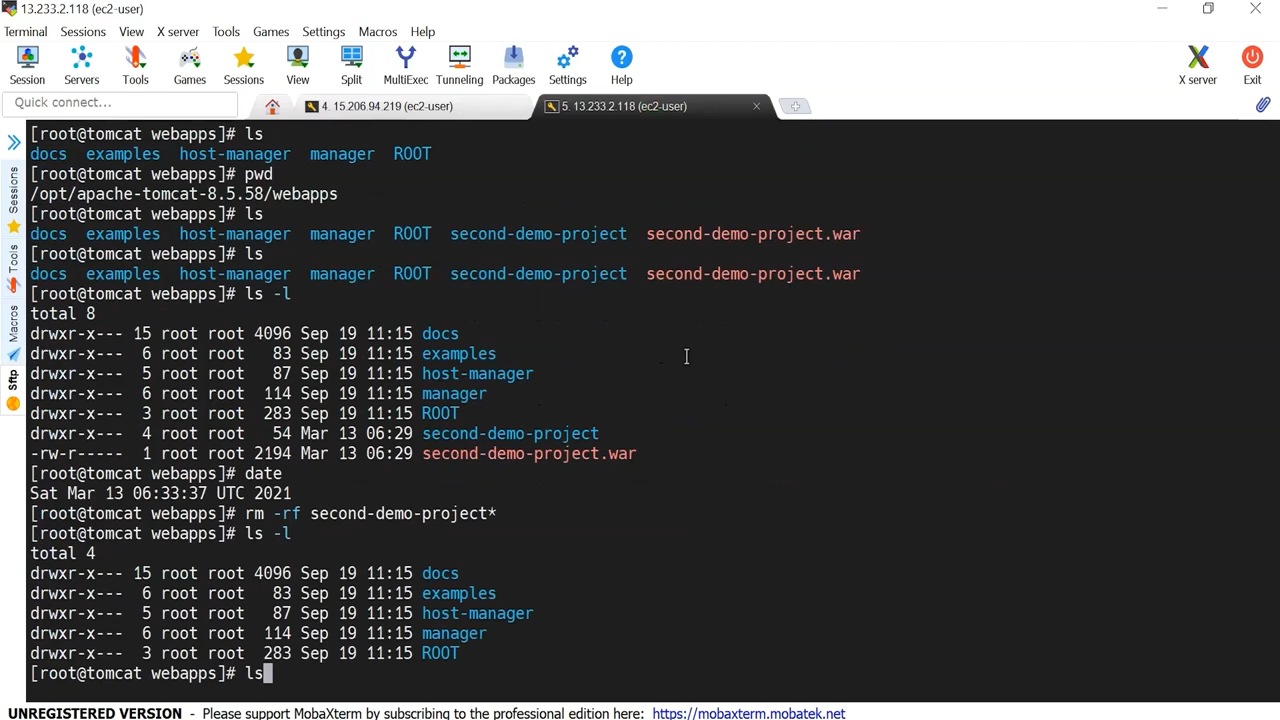 13.233.2.118 (ec2-user)
Terminal Sessions View X server Tools Games Settings Macros Help
Session Servers Tools Games Sessions View Split MultiExec Tunneling Packages Settings Help X server Exit
Quick connect...
4. 15.206.94.219 (ec2-user)
5. 13.233.2.118 (ec2-user)
Sessions
Tools
Macros
Sftp
[root@tomcat webapps]# ls
docs examples host-manager manager ROOT
[root@tomcat webapps]# pwd
/opt/apache-tomcat-8.5.58/webapps
[root@tomcat webapps]# ls
docs examples host-manager manager ROOT second-demo-project second-demo-project.war
[root@tomcat webapps]# ls
docs examples host-manager manager ROOT second-demo-project second-demo-project.war
[root@tomcat webapps]# ls -l
total 8
drwxr-x--- 15 root root 4096 Sep 19 11:15 docs
drwxr-x--- 6 root root 83 Sep 19 11:15 examples
drwxr-x--- 5 root root 87 Sep 19 11:15 host-manager
drwxr-x--- 6 root root 114 Sep 19 11:15 manager
drwxr-x--- 3 root root 283 Sep 19 11:15 ROOT
drwxr-x--- 4 root root 54 Mar 13 06:29 second-demo-project
-rw-r----- 1 root root 2194 Mar 13 06:29 second-demo-project.war
[root@tomcat webapps]# date
Sat Mar 13 06:33:37 UTC 2021
[root@tomcat webapps]# rm -rf second-demo-project*
[root@tomcat webapps]# ls -l
total 4
drwxr-x--- 15 root root 4096 Sep 19 11:15 docs
drwxr-x--- 6 root root 83 Sep 19 11:15 examples
drwxr-x--- 5 root root 87 Sep 19 11:15 host-manager
drwxr-x--- 6 root root 114 Sep 19 11:15 manager
drwxr-x--- 3 root root 283 Sep 19 11:15 ROOT
[root@tomcat webapps]# ls
UNREGISTERED VERSION - Please support MobaXterm by subscribing to the professional edition here: https://mobaxterm.mobatek.net